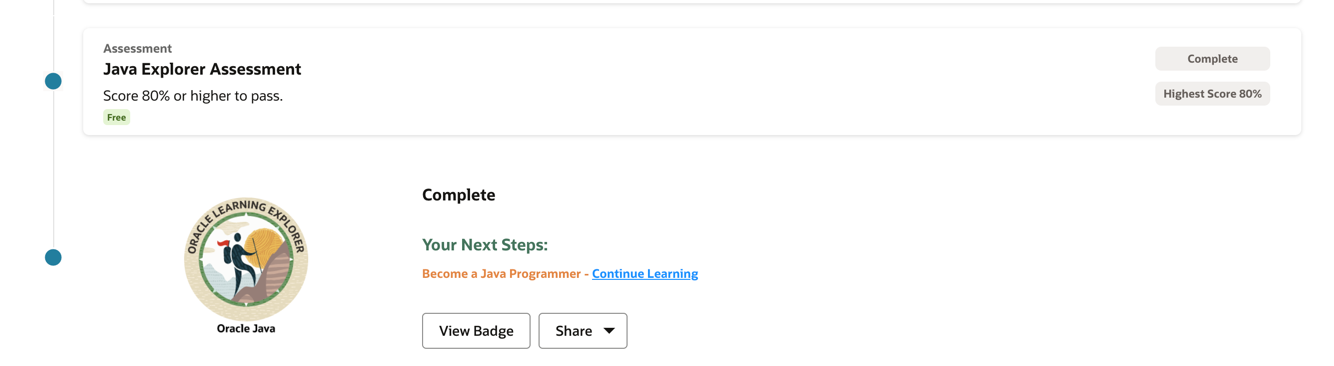 Assessment
Java Explorer Assessment
Score 80% or higher to pass.
Free
Complete
Highest Score 80%
ORACLE LEARNING EXPLORER
Oracle Java
Complete
Your Next Steps:
Become a Java Programmer - Continue Learning
View Badge
Share